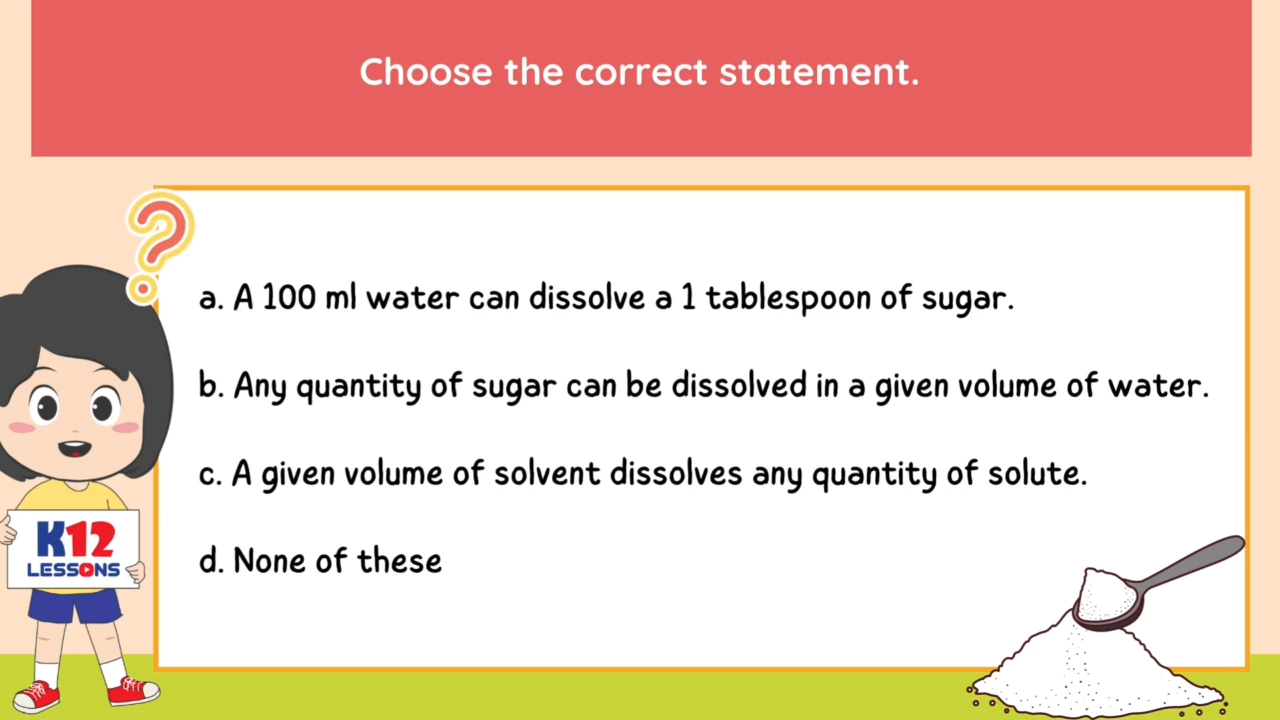 Choose the correct statement.
a. A 100 ml water can dissolve a 1 tablespoon of sugar.
b. Any quantity of sugar can be dissolved in a given volume of water.
c. A given volume of solvent dissolves any quantity of solute.
d. None of these
K12
LESSONS